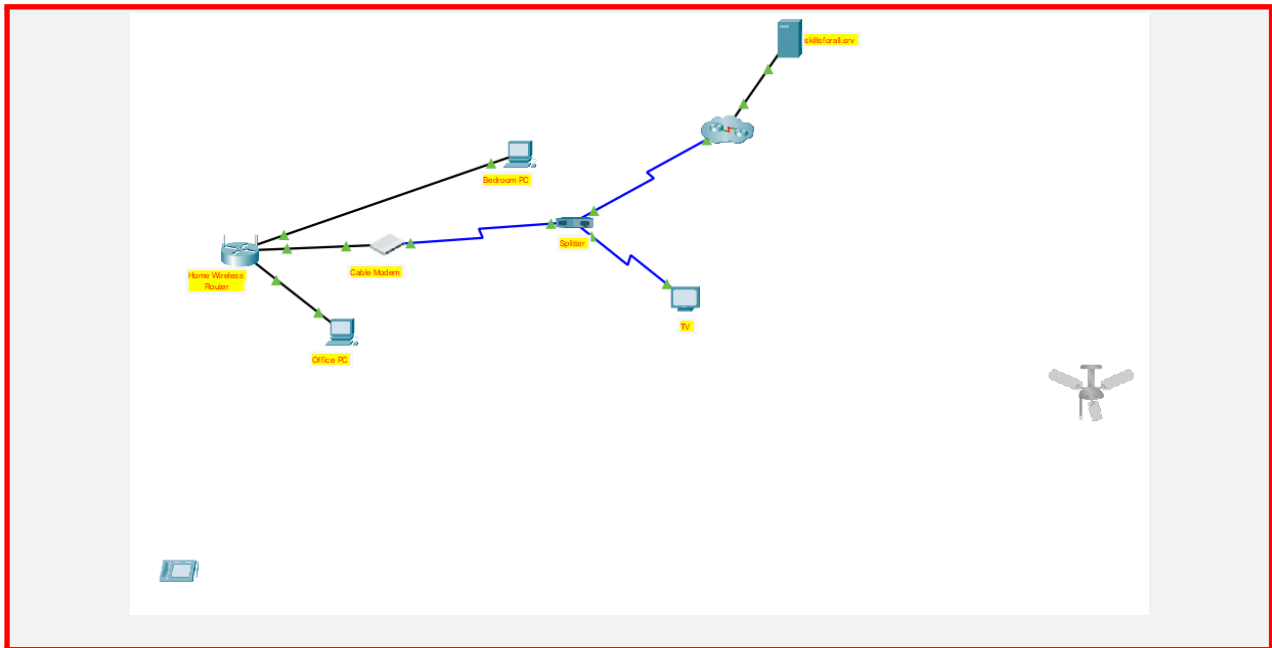 skillsforall.srv
Bedroom PC
Splitter
Cable Modem
Home Wireless
Router
TV
Office PC